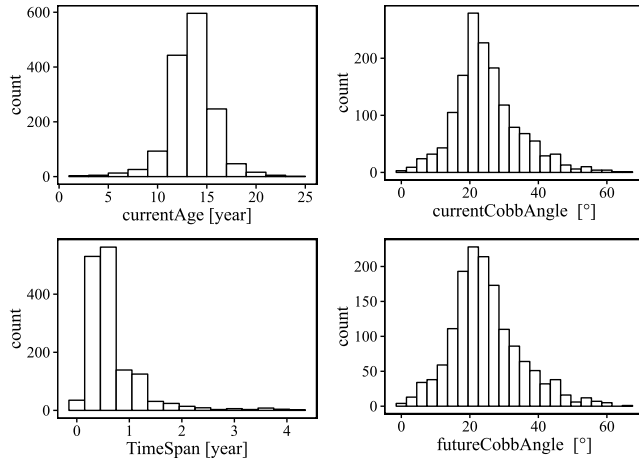 600
400
200
0
count
0 5 10 15 20 25
currentAge [year]
200
100
0
count
0 20 40 60
currentCobbAngle [°]
400
200
0
count
0 1 2 3 4
TimeSpan [year]
200
150
100
50
0
count
0 20 40 60
futureCobbAngle [°]